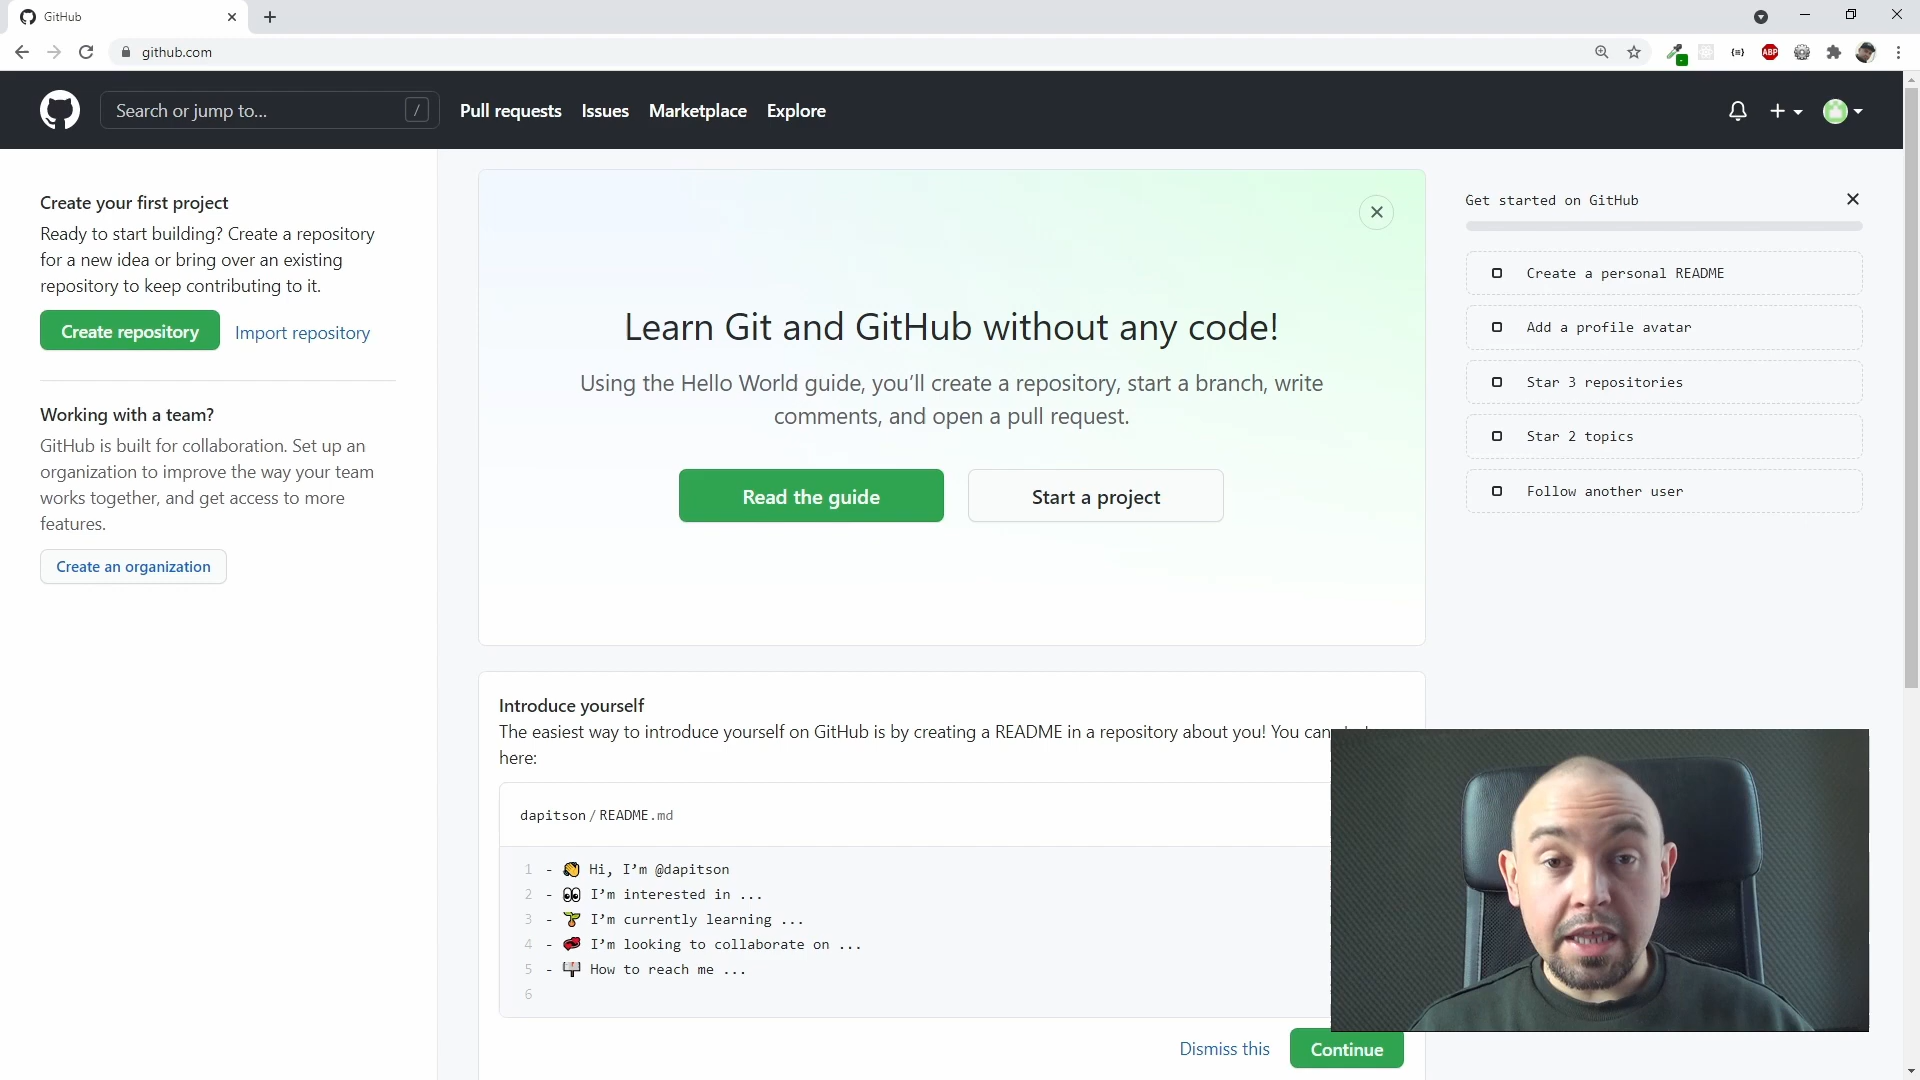 GitHub
github.com
ABP
Search or jump to...
/
Pull requests
Issues
Marketplace
Explore
Create your first project
Ready to start building? Create a repository
for a new idea or bring over an existing
repository to keep contributing to it.
Create repository
Import repository
Working with a team?
GitHub is built for collaboration. Set up an
organization to improve the way your team
works together, and get access to more
features.
Create an organization
Learn Git and GitHub without any code!
Using the Hello World guide, you’ll create a repository, start a branch, write
comments, and open a pull request.
Read the guide
Start a project
Introduce yourself
The easiest way to introduce yourself on GitHub is by creating a README in a repository about you! You can
here:
dapitson/README.md
1 - 👋 Hi, I’m @dapitson
2 - 👀 I’m interested in ...
3 - 🌱 I’m currently learning ...
4 - 💞️ I’m looking to collaborate on ...
5 - 📫 How to reach me ...
6
Dismiss this
Continue
Get started on GitHub
Create a personal README
Add a profile avatar
Star 3 repositories
Star 2 topics
Follow another user